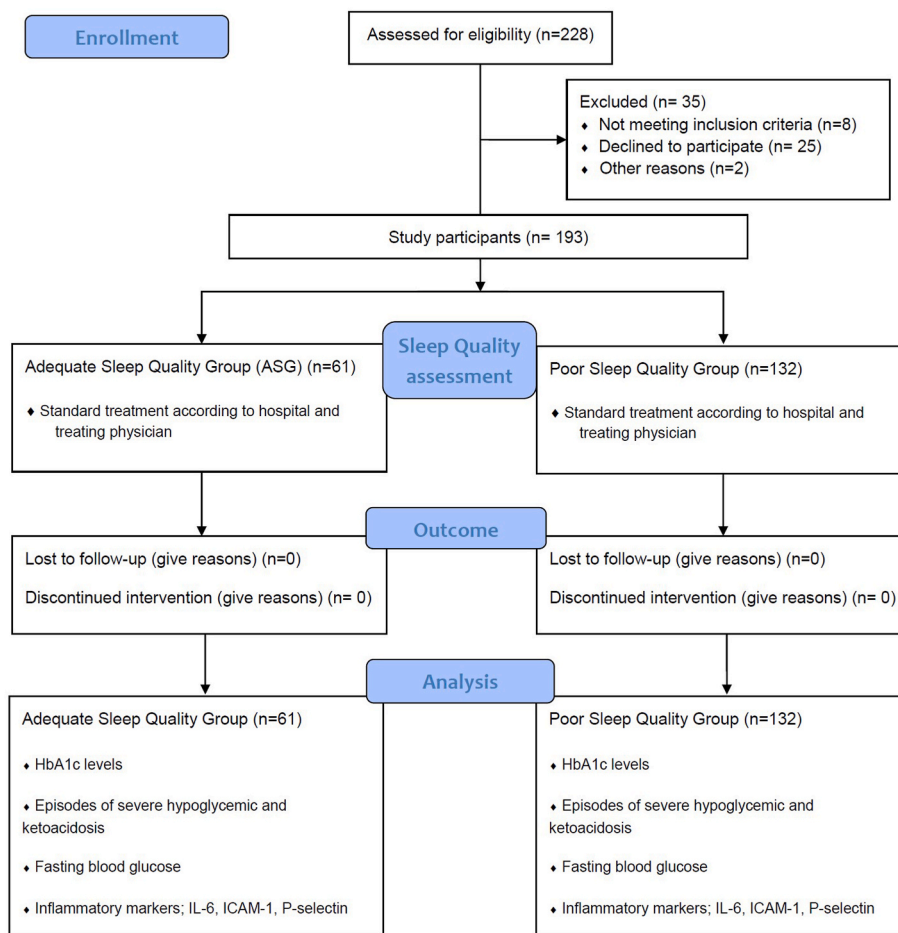 Enrollment
Assessed for eligibility (n=228)
Excluded (n= 35)
♦ Not meeting inclusion criteria (n=8)
♦ Declined to participate (n= 25)
♦ Other reasons (n=2)
Study participants (n= 193)
Sleep Quality
assessment
Adequate Sleep Quality Group (ASG) (n=61)
♦ Standard treatment according to hospital and
treating physician
Poor Sleep Quality Group (n=132)
♦ Standard treatment according to hospital and
treating physician
Outcome
Lost to follow-up (give reasons) (n=0)
Discontinued intervention (give reasons) (n= 0)
Lost to follow-up (give reasons) (n=0)
Discontinued intervention (give reasons) (n= 0)
Analysis
Adequate Sleep Quality Group (n=61)
♦ HbA1c levels
♦ Episodes of severe hypoglycemic and
ketoacidosis
♦ Fasting blood glucose
♦ Inflammatory markers; IL-6, ICAM-1, P-selectin
Poor Sleep Quality Group (n=132)
♦ HbA1c levels
♦ Episodes of severe hypoglycemic and
ketoacidosis
♦ Fasting blood glucose
♦ Inflammatory markers; IL-6, ICAM-1, P-selectin